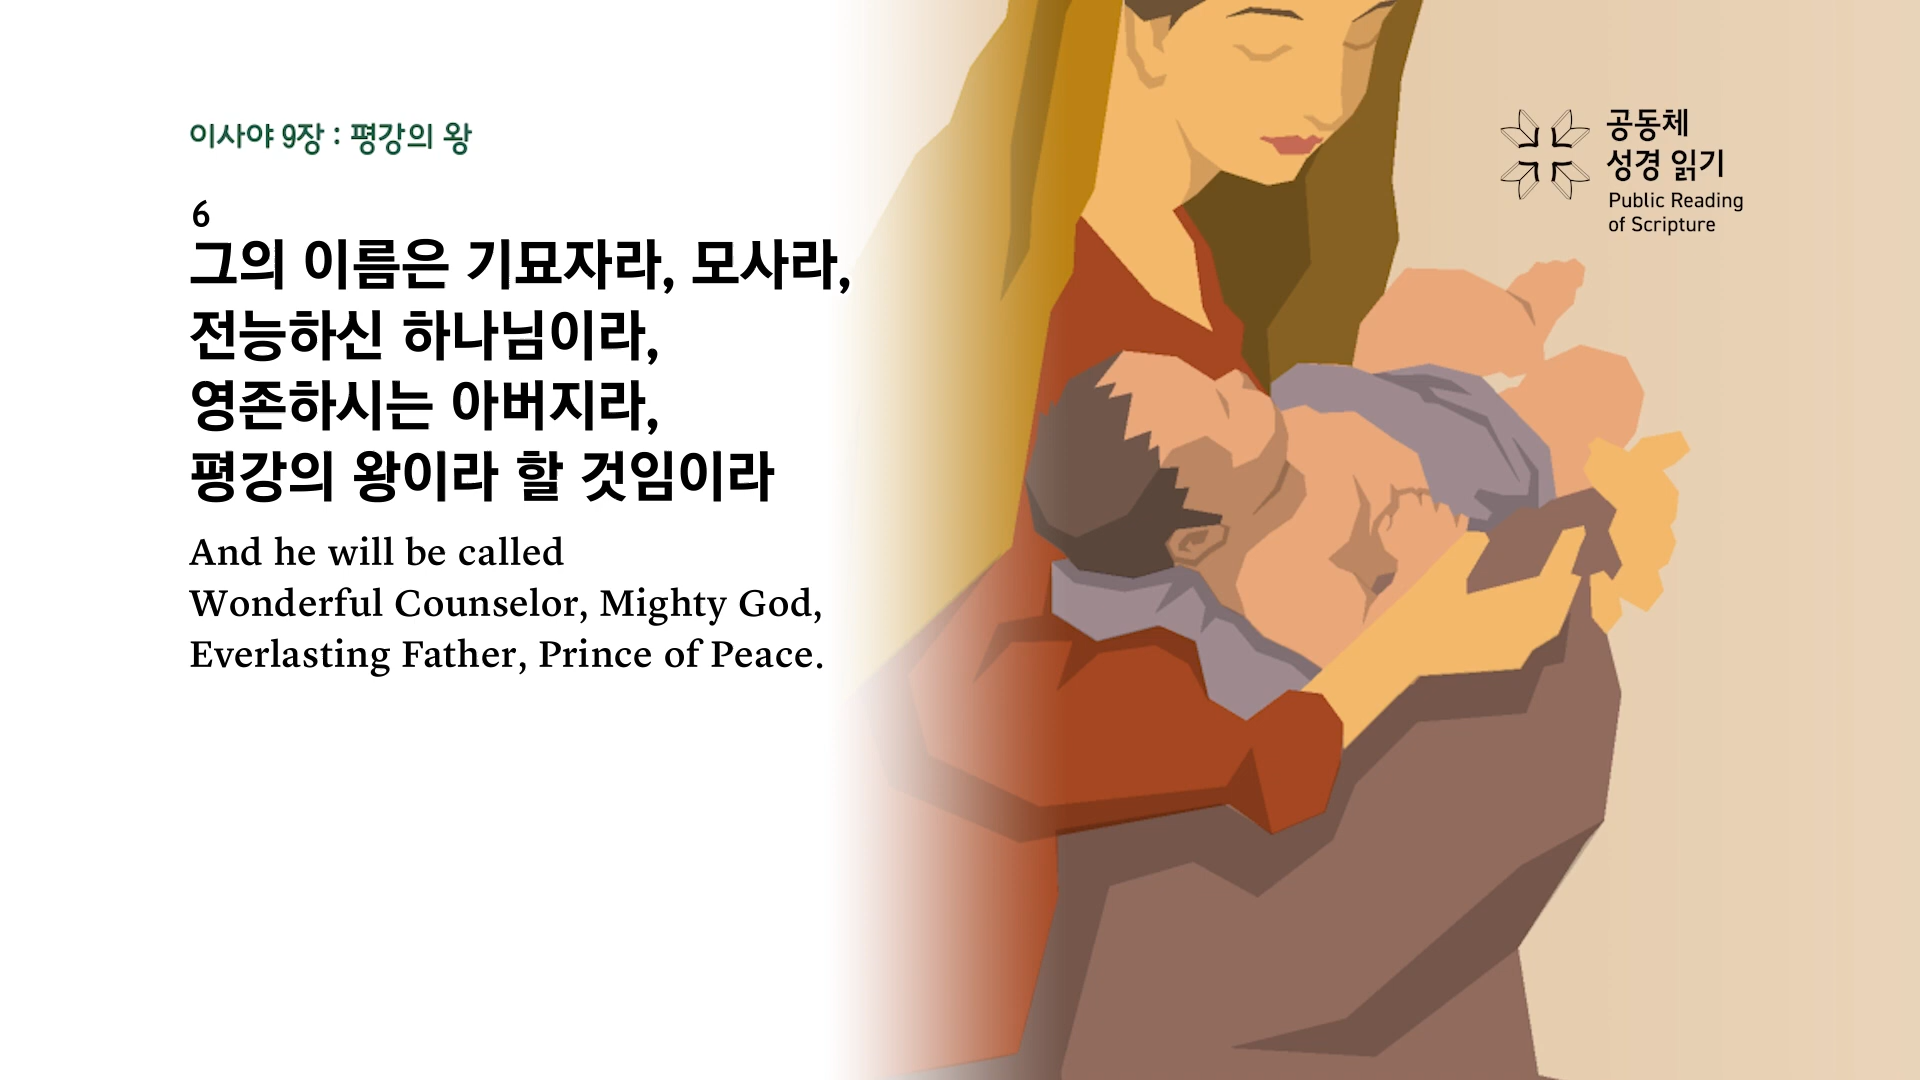 이사야 9장 : 평강의 왕
6
그의 이름은 기묘자라, 모사라,
전능하신 하나님이라,
영존하시는 아버지라,
평강의 왕이라 할 것임이라
And he will be called
Wonderful Counselor, Mighty God,
Everlasting Father, Prince of Peace.
공동체
성경 읽기
Public Reading
of Scripture